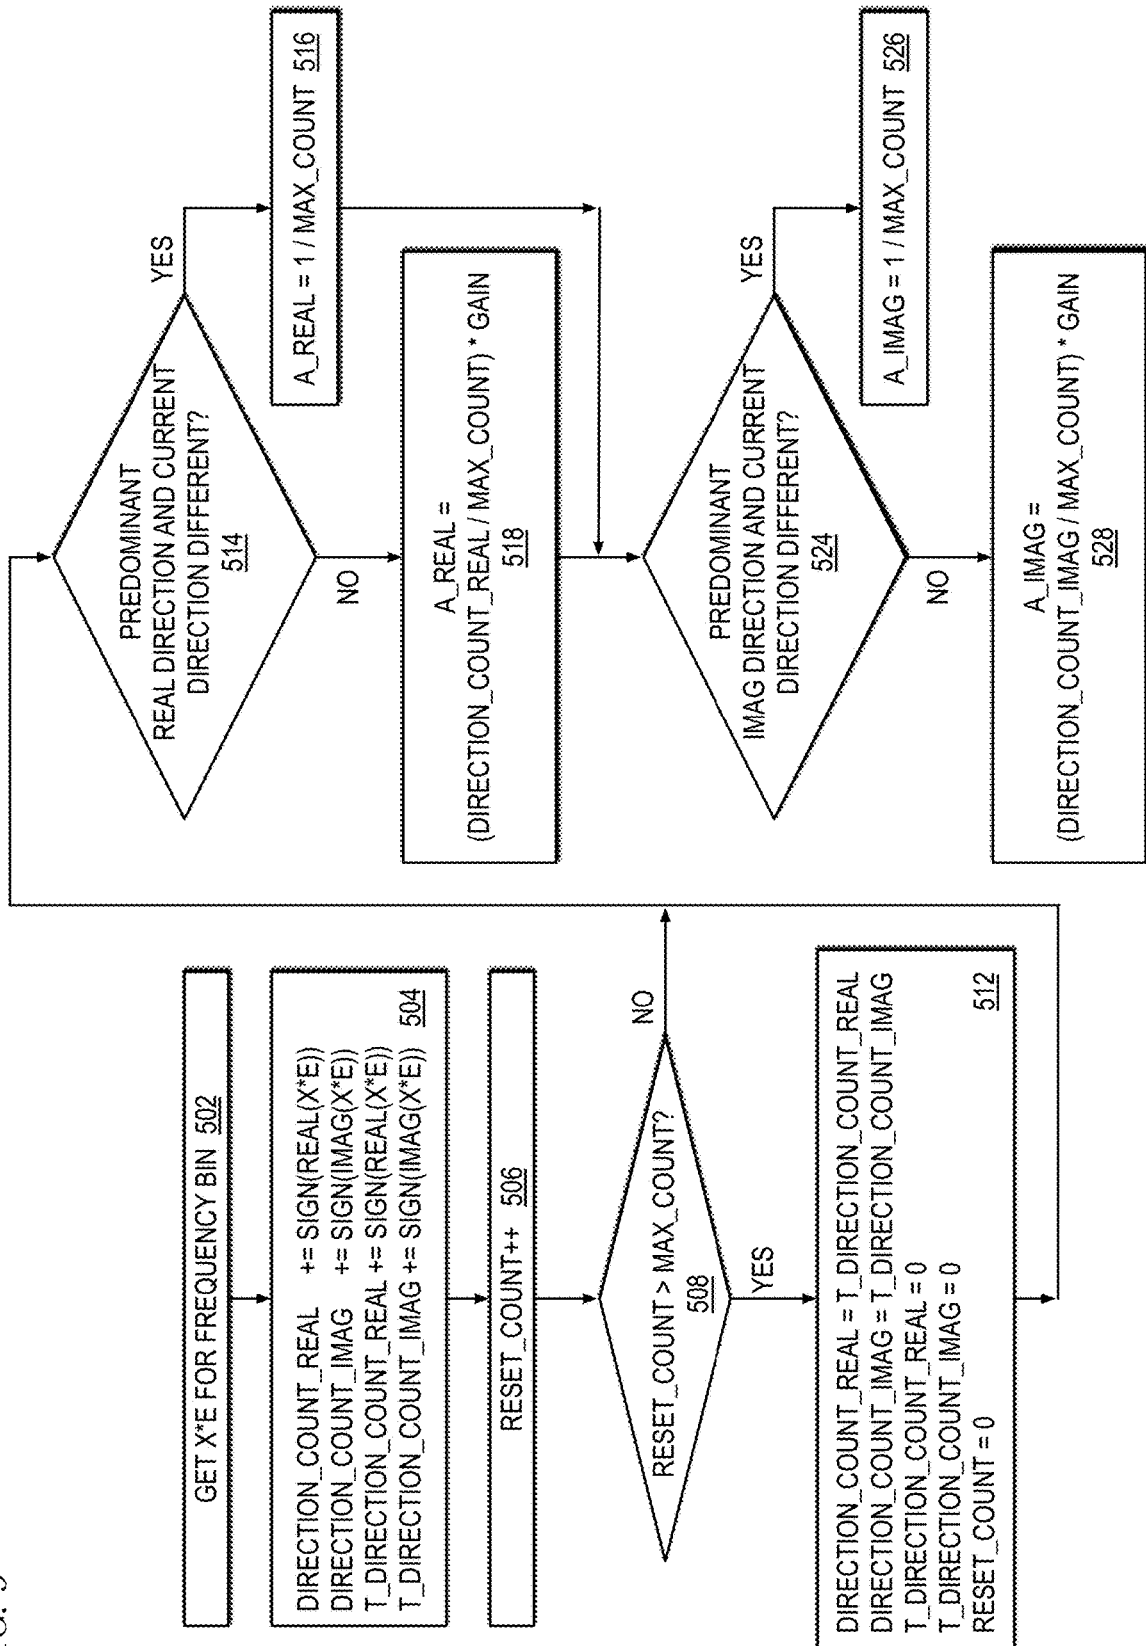 GET X*E FOR FREQUENCY BIN 502
DIRECTION_COUNT_REAL += SIGN(REAL(X*E))
DIRECTION_COUNT_IMAG += SIGN(IMAG(X*E))
T_DIRECTION_COUNT_REAL += SIGN(REAL(X*E))
T_DIRECTION_COUNT_IMAG += SIGN(IMAG(X*E)) 504
RESET_COUNT++ 506
RESET_COUNT > MAX_COUNT?
508
NO
YES
DIRECTION_COUNT_REAL = T_DIRECTION_COUNT_REAL
DIRECTION_COUNT_IMAG = T_DIRECTION_COUNT_IMAG
T_DIRECTION_COUNT_REAL = 0
T_DIRECTION_COUNT_IMAG = 0
RESET_COUNT = 0 512
PREDOMINANT
REAL DIRECTION AND CURRENT
DIRECTION DIFFERENT?
514
YES
A_REAL = 1 / MAX_COUNT 516
NO
A_REAL =
(DIRECTION_COUNT_REAL / MAX_COUNT) * GAIN
518
PREDOMINANT
IMAG DIRECTION AND CURRENT
DIRECTION DIFFERENT?
524
YES
A_IMAG = 1 / MAX_COUNT 526
NO
A_IMAG =
(DIRECTION_COUNT_IMAG / MAX_COUNT) * GAIN
528